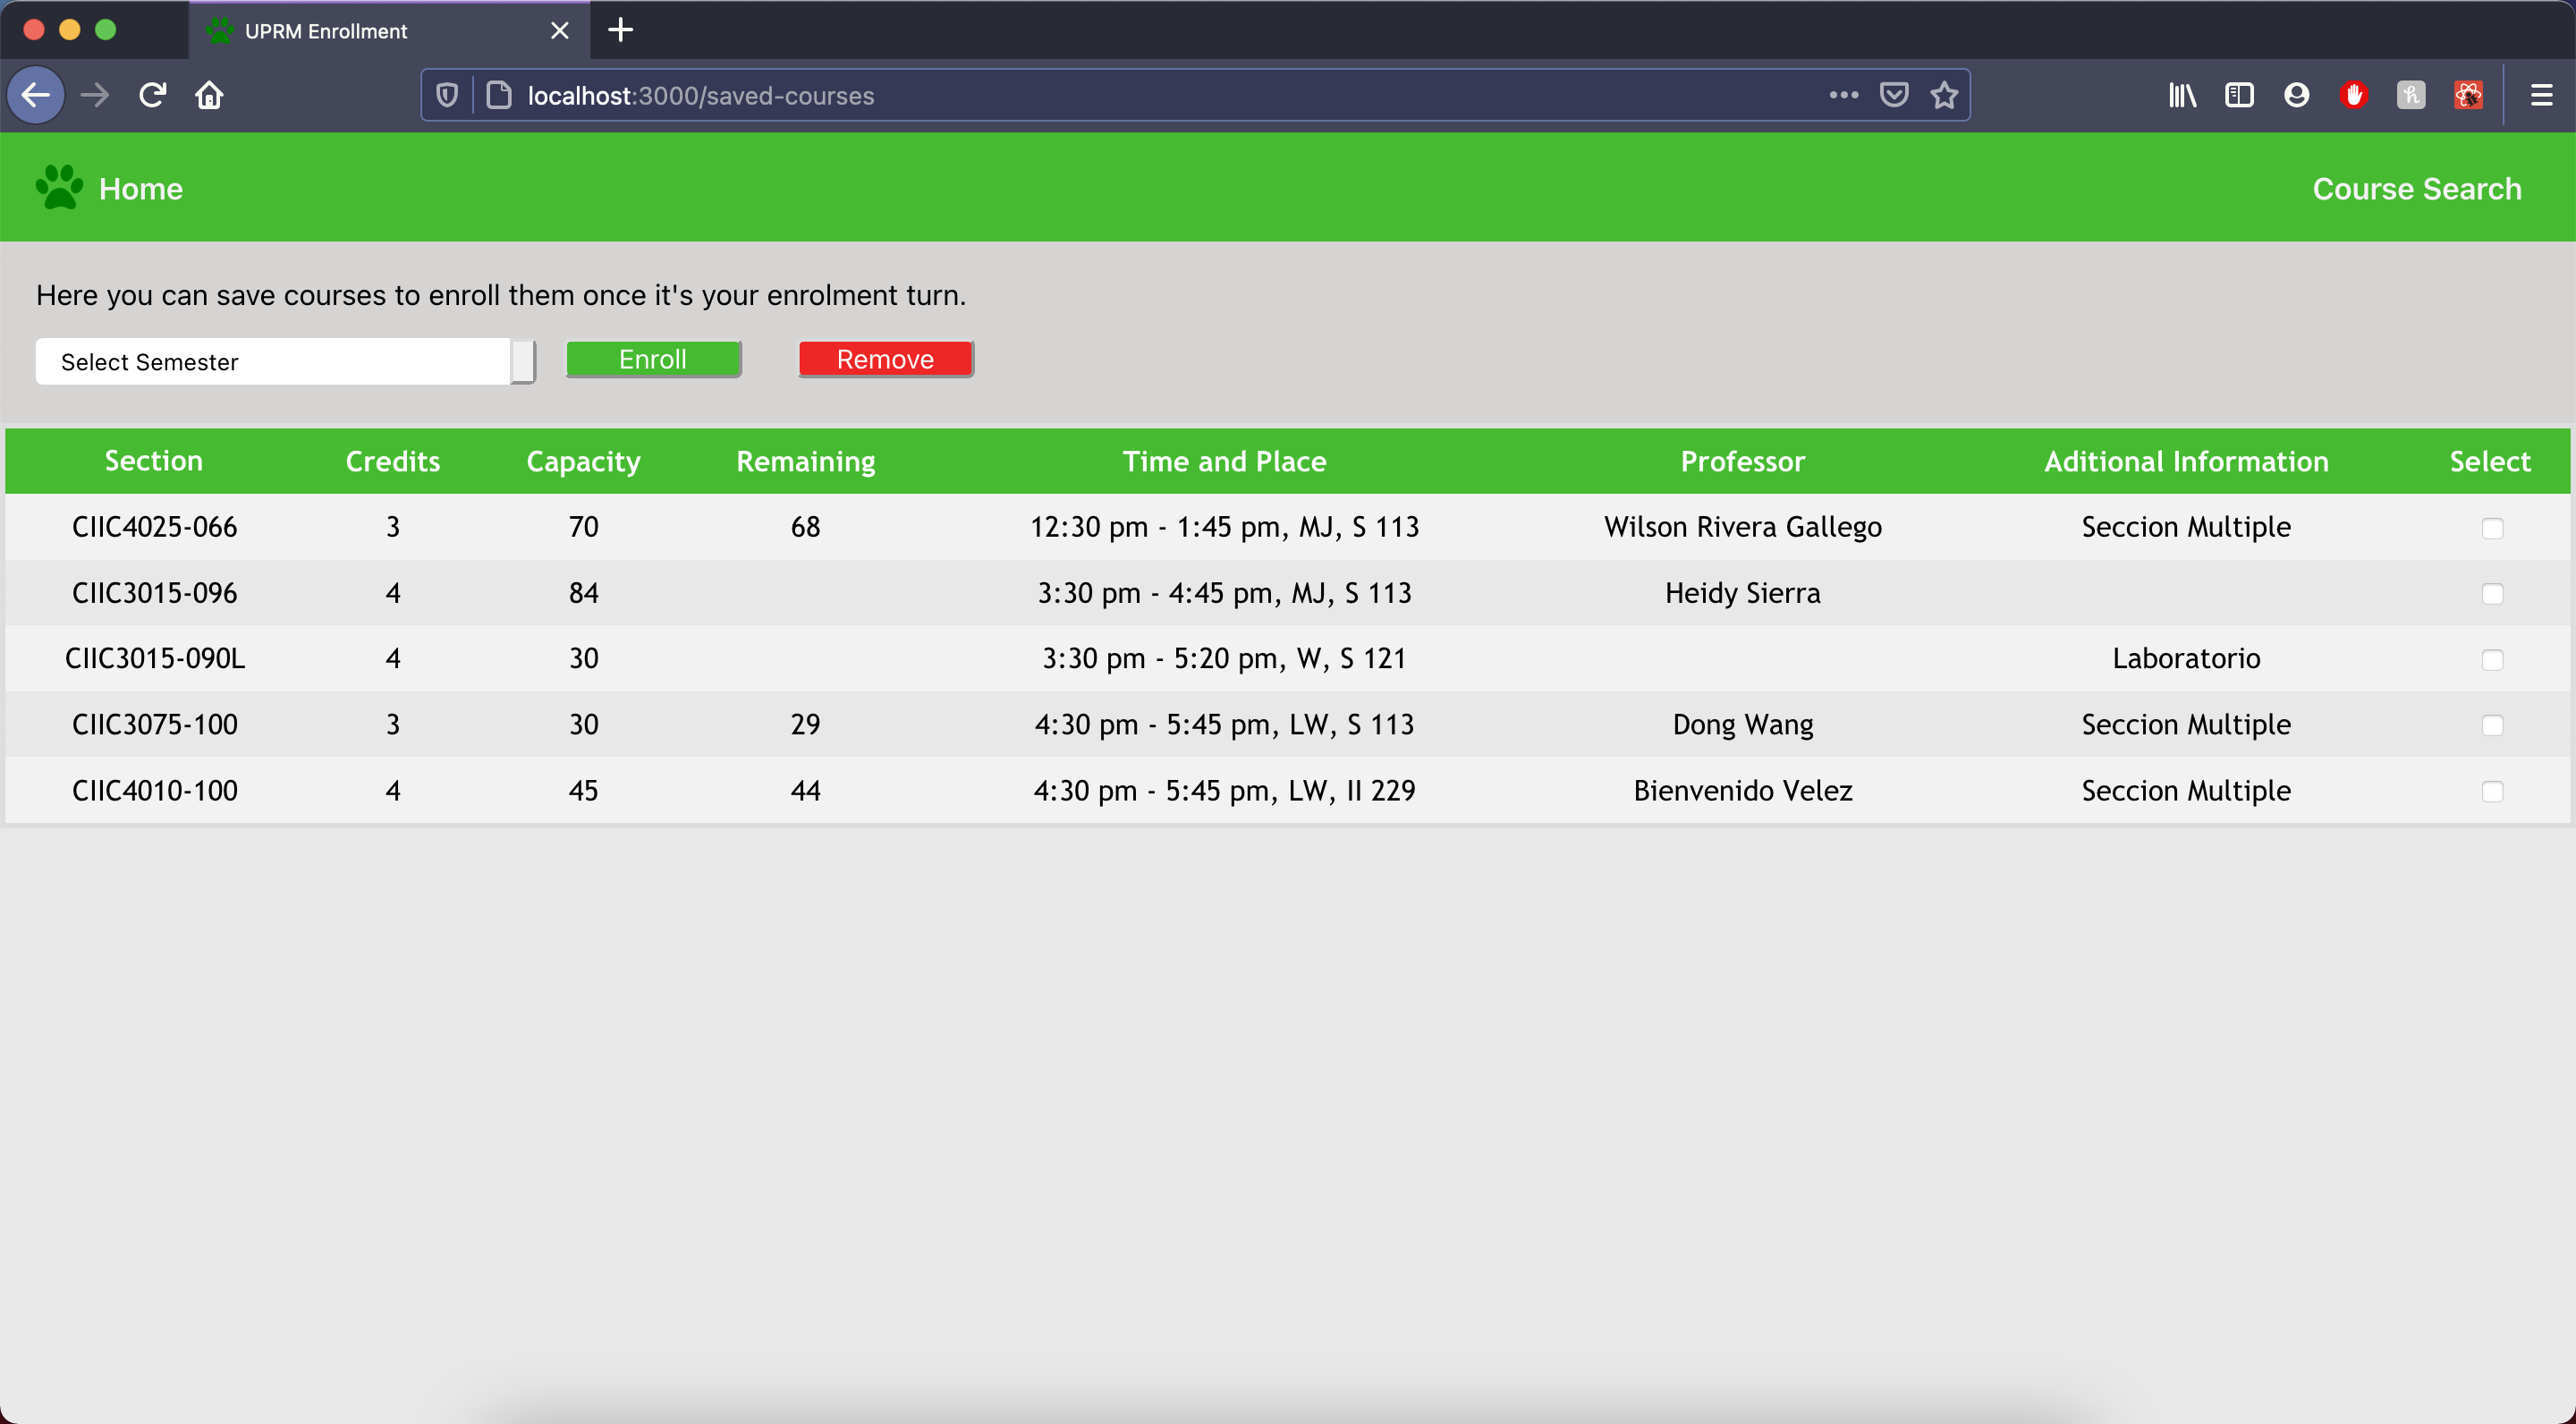 UPRM Enrollment
localhost:3000/saved-courses
Home Course Search
Here you can save courses to enroll them once it's your enrolment turn.
Select Semester Enroll Remove
Section Credits Capacity Remaining Time and Place Professor Aditional Information Select
CIIC4025-066 3 70 68 12:30 pm - 1:45 pm, MJ, S 113 Wilson Rivera Gallego Seccion Multiple
CIIC3015-096 4 84 3:30 pm - 4:45 pm, MJ, S 113 Heidy Sierra
CIIC3015-090L 4 30 3:30 pm - 5:20 pm, W, S 121 Laboratorio
CIIC3075-100 3 30 29 4:30 pm - 5:45 pm, LW, S 113 Dong Wang Seccion Multiple
CIIC4010-100 4 45 44 4:30 pm - 5:45 pm, LW, II 229 Bienvenido Velez Seccion Multiple